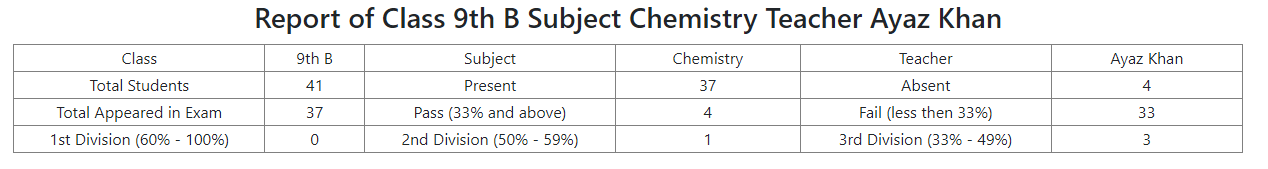 Report of Class 9th B Subject Chemistry Teacher Ayaz Khan
Class 9th B Subject Chemistry Teacher Ayaz Khan
Total Students 41 Present 37 Absent 4
Total Appeared in Exam 37 Pass (33% and above) 4 Fail (less then 33%) 33
1st Division (60% - 100%) 0 2nd Division (50% - 59%) 1 3rd Division (33% - 49%) 3